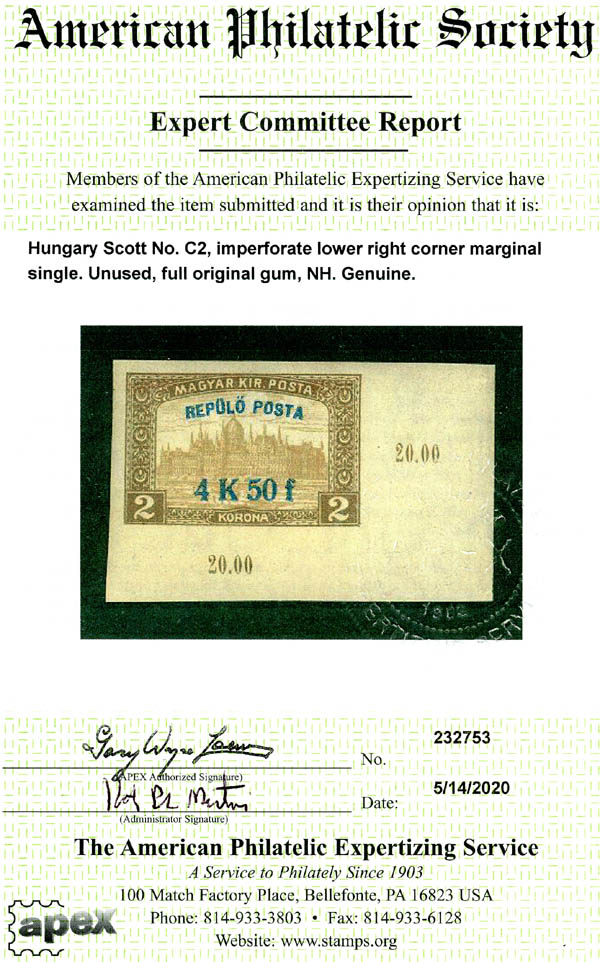 American Philatelic Society
Expert Committee Report
Members of the American Philatelic Expertizing Service have
examined the item submitted and it is their opinion that it is:
Hungary Scott No. C2, imperforate lower right corner marginal
single. Unused, full original gum, NH. Genuine.
MAGYAR KIR. POSTA
REPÜLŐ POSTA
4 K 50 f
2 KORONA 2
20.00
20.00
232753
No.
(APEX Authorized Signature)
5/14/2020
Date:
(Administrator Signature)
The American Philatelic Expertizing Service
A Service to Philately Since 1903
100 Match Factory Place, Bellefonte, PA 16823 USA
Phone: 814-933-3803 • Fax: 814-933-6128
Website: www.stamps.org
apex